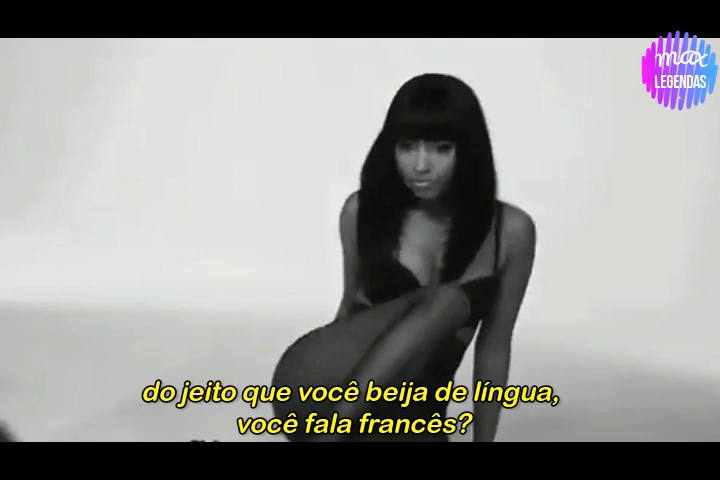 max
LEGENDAS
do jeito que você beija de língua,
você fala francês?